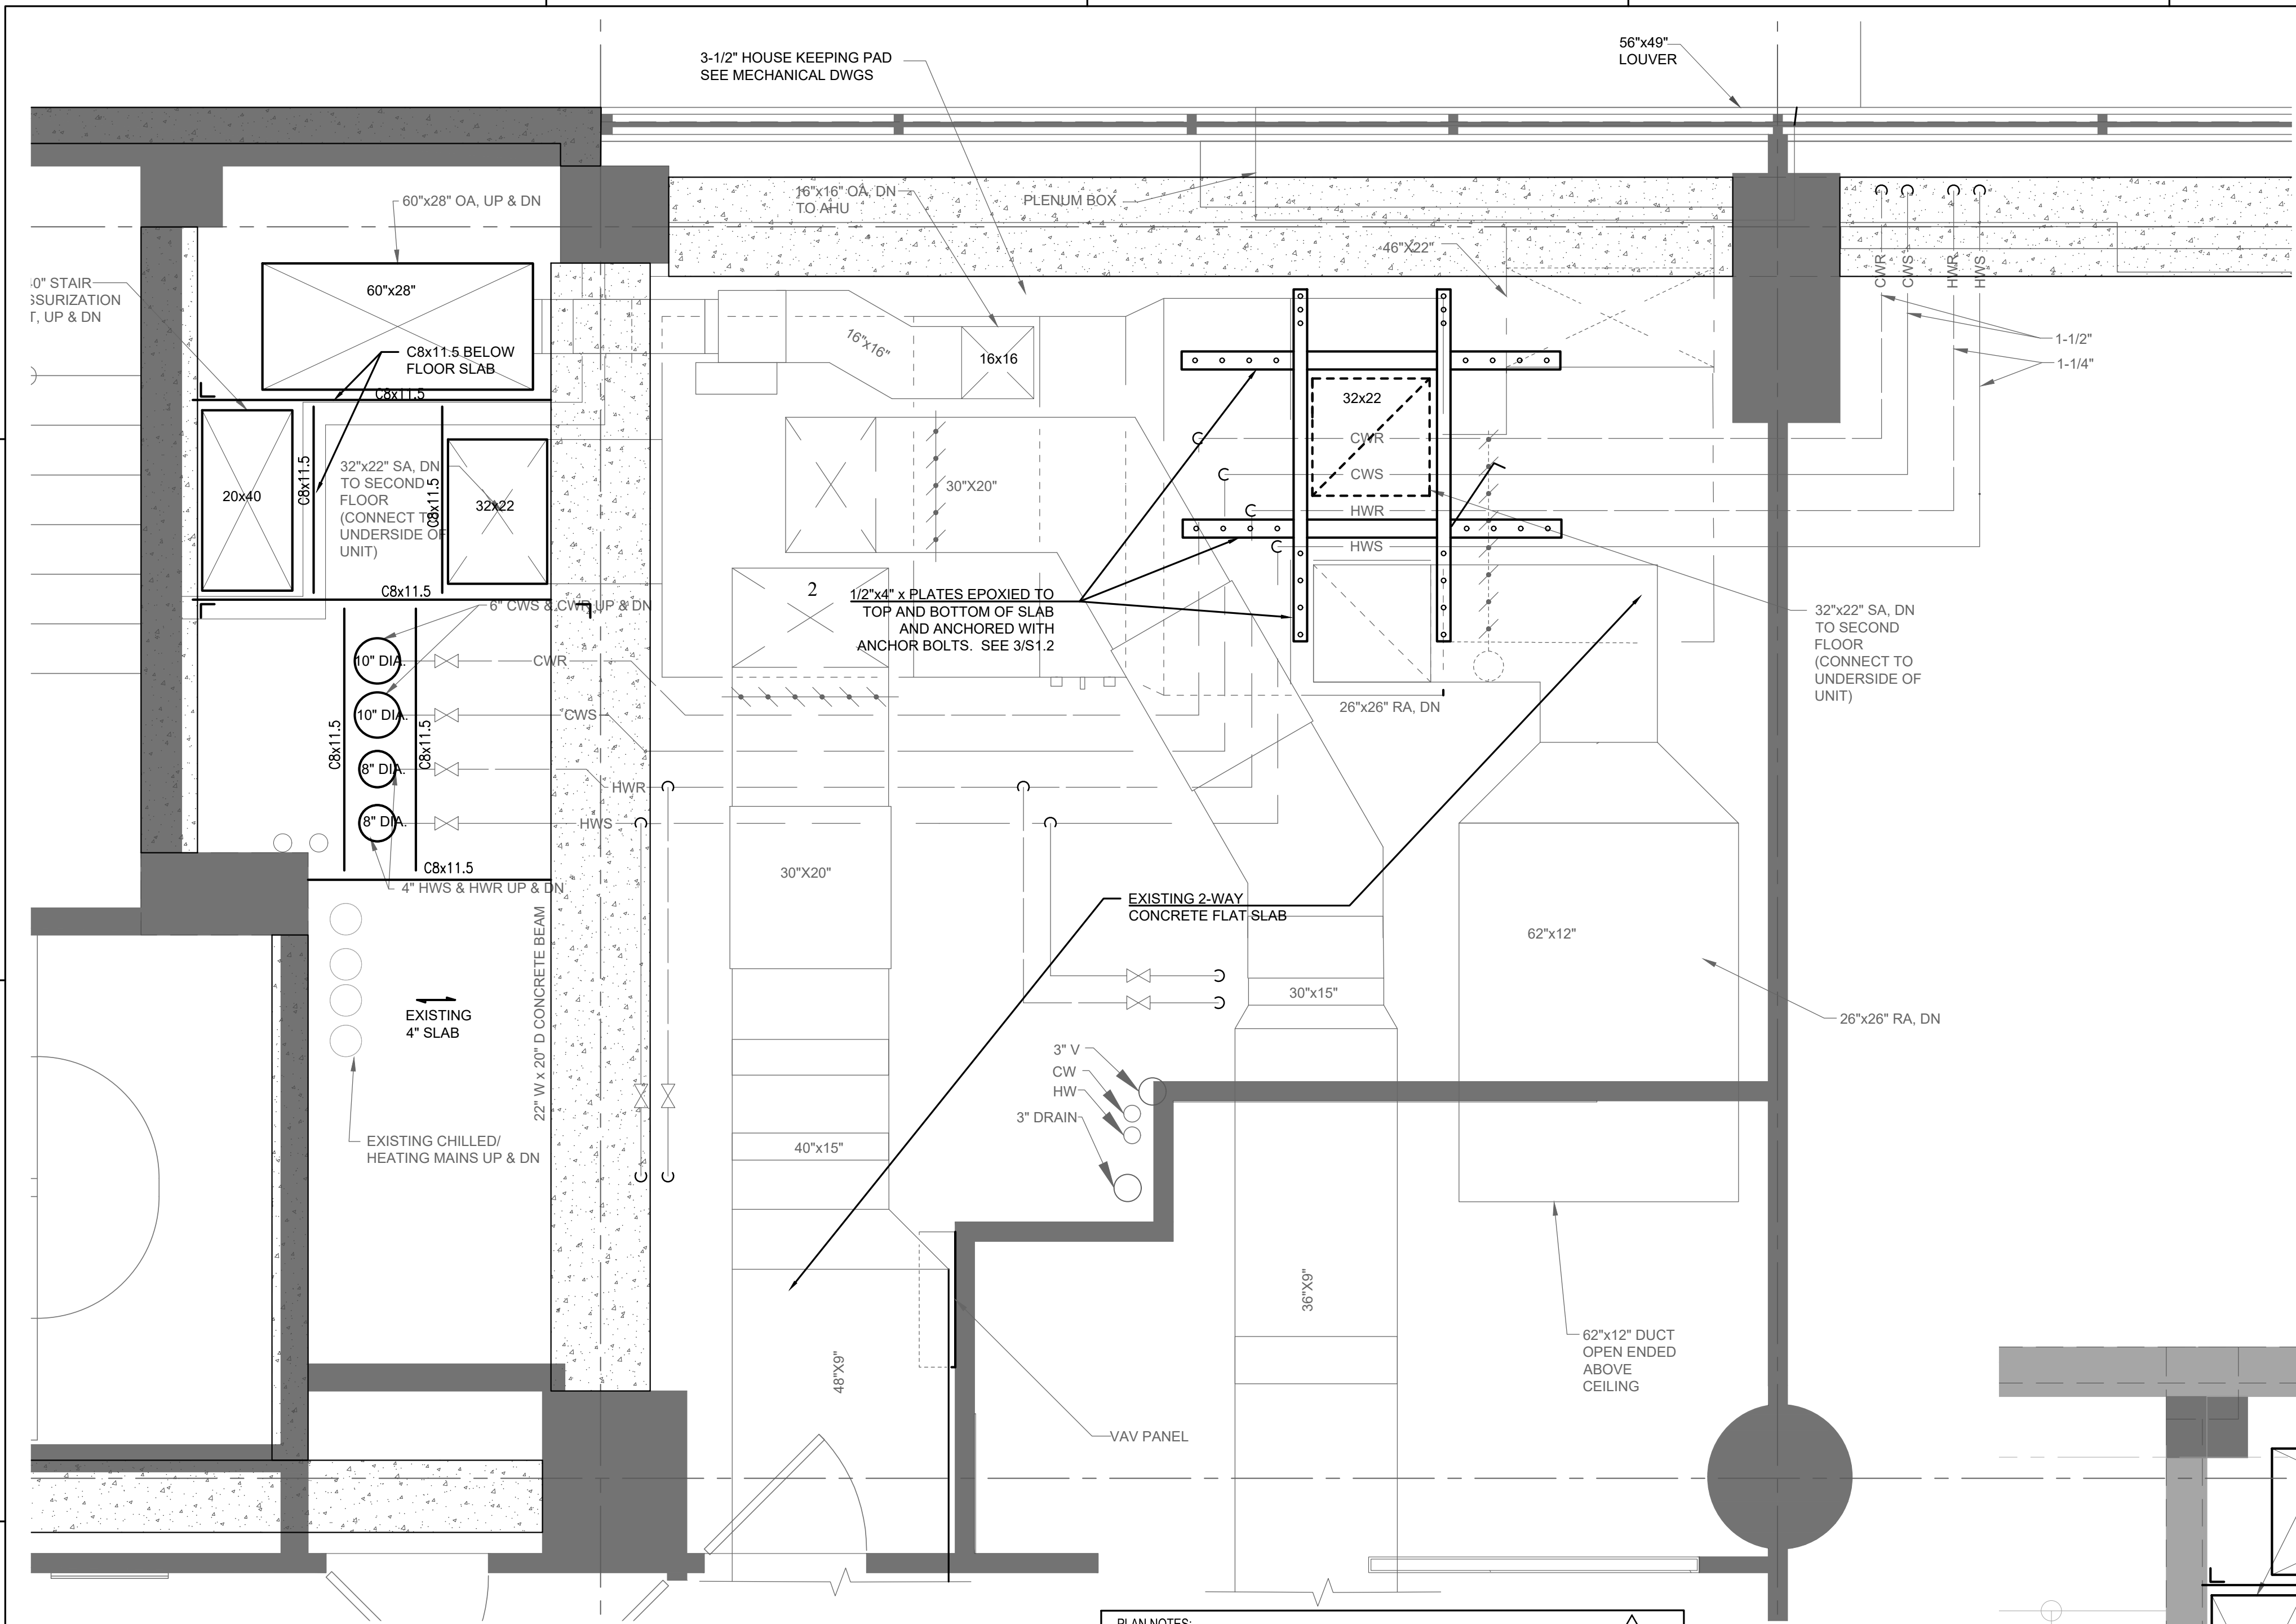 3-1/2" HOUSE KEEPING PAD
SEE MECHANICAL DWGS
56"x49"
LOUVER
60"x28" OA, UP & DN
16"x16" OA, DN
TO AHU
PLENUM BOX
46"X22"
CWR
CWS
HWR
HWS
STAIR
UP & DN
60"x28"
C8x11.5 BELOW
FLOOR SLAB
C8x11.5
16"x16"
16x16
1-1/2"
1-1/4"
32x22
CWR
CWS
HWR
HWS
20x40
C8x11.5
32"x22" SA, DN
TO SECOND
FLOOR
(CONNECT TO
UNDERSIDE OF
UNIT)
C8x11.5
32x22
30"X20"
C8x11.5
6" CWS & CWR UP & DN
2
1/2"x4" x PLATES EPOXIED TO
TOP AND BOTTOM OF SLAB
AND ANCHORED WITH
ANCHOR BOLTS. SEE 3/S1.2
32"x22" SA, DN
TO SECOND
FLOOR
(CONNECT TO
UNDERSIDE OF
UNIT)
10" DIA.
CWR
10" DIA.
CWS
26"x26" RA, DN
C8x11.5
C8x11.5
8" DIA.
HWR
8" DIA.
HWS
C8x11.5
4" HWS & HWR UP & DN
30"X20"
EXISTING 2-WAY
CONCRETE FLAT SLAB
62"x12"
22" W x 20" D CONCRETE BEAM
30"x15"
EXISTING
4" SLAB
26"x26" RA, DN
3" V
CW
HW
3" DRAIN
EXISTING CHILLED/
HEATING MAINS UP & DN
40"x15"
36"X9"
62"x12" DUCT
OPEN ENDED
ABOVE
CEILING
48"X9"
VAV PANEL
PLAN NOTES: